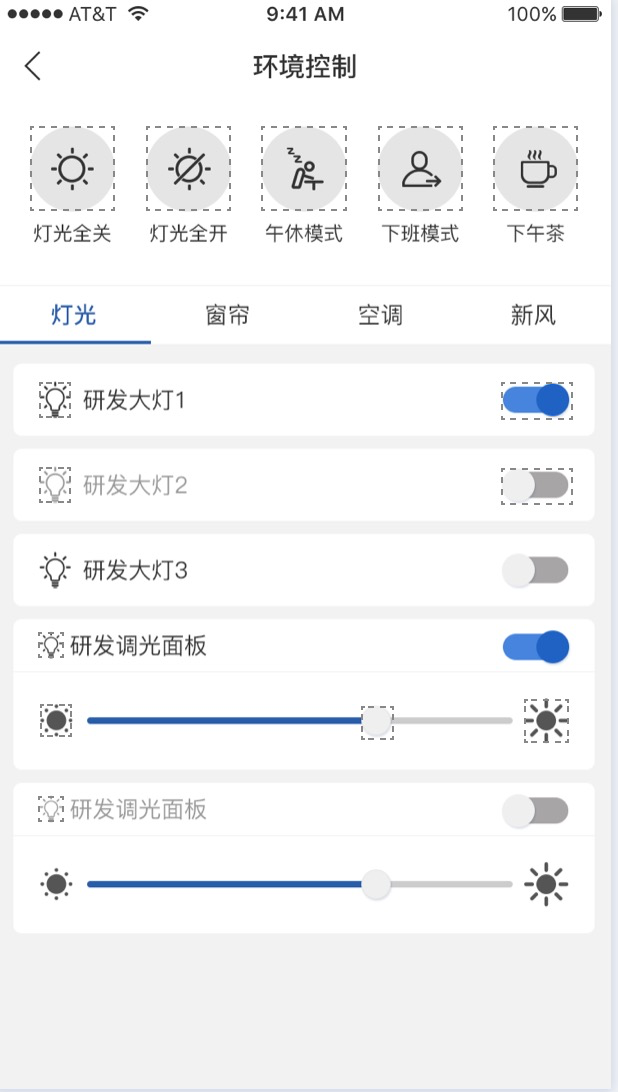 AT&T 9:41 AM 100%
环境控制
灯光全关 灯光全开 午休模式 下班模式 下午茶
灯光 窗帘 空调 新风
研发大灯1
研发大灯2
研发大灯3
研发调光面板
研发调光面板